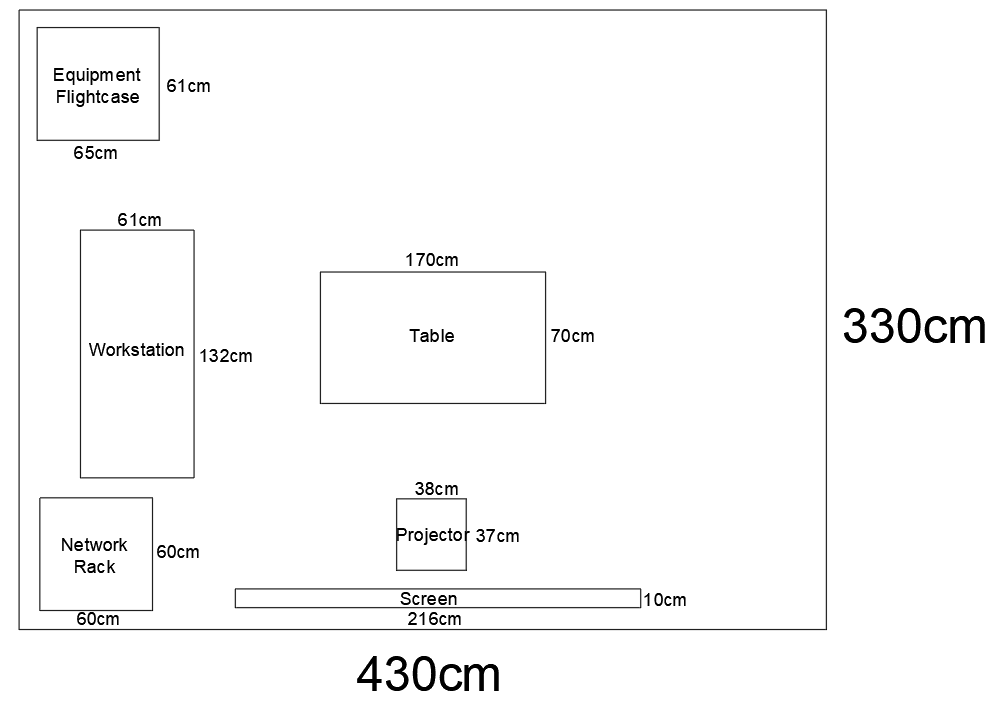 Equipment
Flightcase
61cm
65cm
61cm
Workstation
132cm
170cm
Table
70cm
330cm
38cm
Projector
37cm
Network
Rack
60cm
60cm
Screen
10cm
216cm
430cm